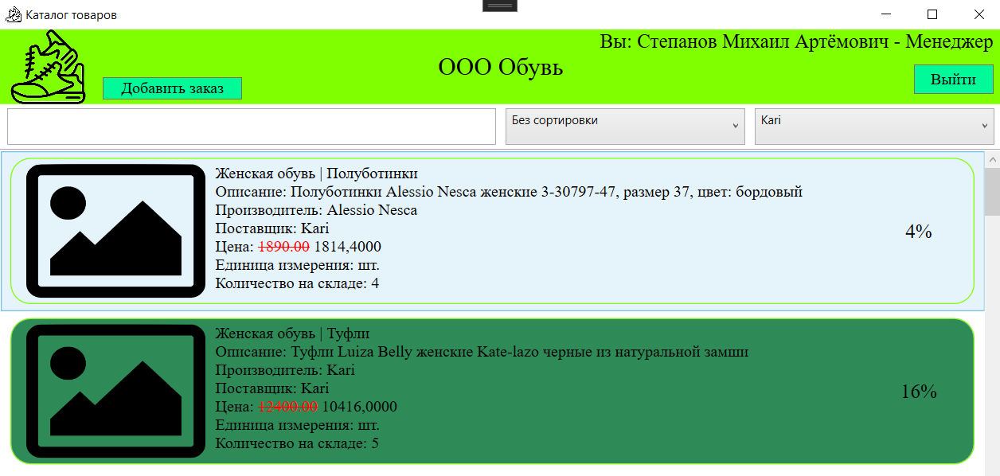 Каталог товаров
Вы: Степанов Михаил Артёмович - Менеджер
ООО Обувь
Добавить заказ
Выйти
Без сортировки
Kari
Женская обувь | Полуботинки
Описание: Полуботинки Alessio Nesca женские 3-30797-47, размер 37, цвет: бордовый
Производитель: Alessio Nesca
Поставщик: Kari
Цена: 1890.00 1814,4000
Единица измерения: шт.
Количество на складе: 4
4%
Женская обувь | Туфли
Описание: Туфли Luiza Belly женские Kate-lazo черные из натуральной замши
Производитель: Kari
Поставщик: Kari
Цена: 12400.00 10416,0000
Единица измерения: шт.
Количество на складе: 5
16%